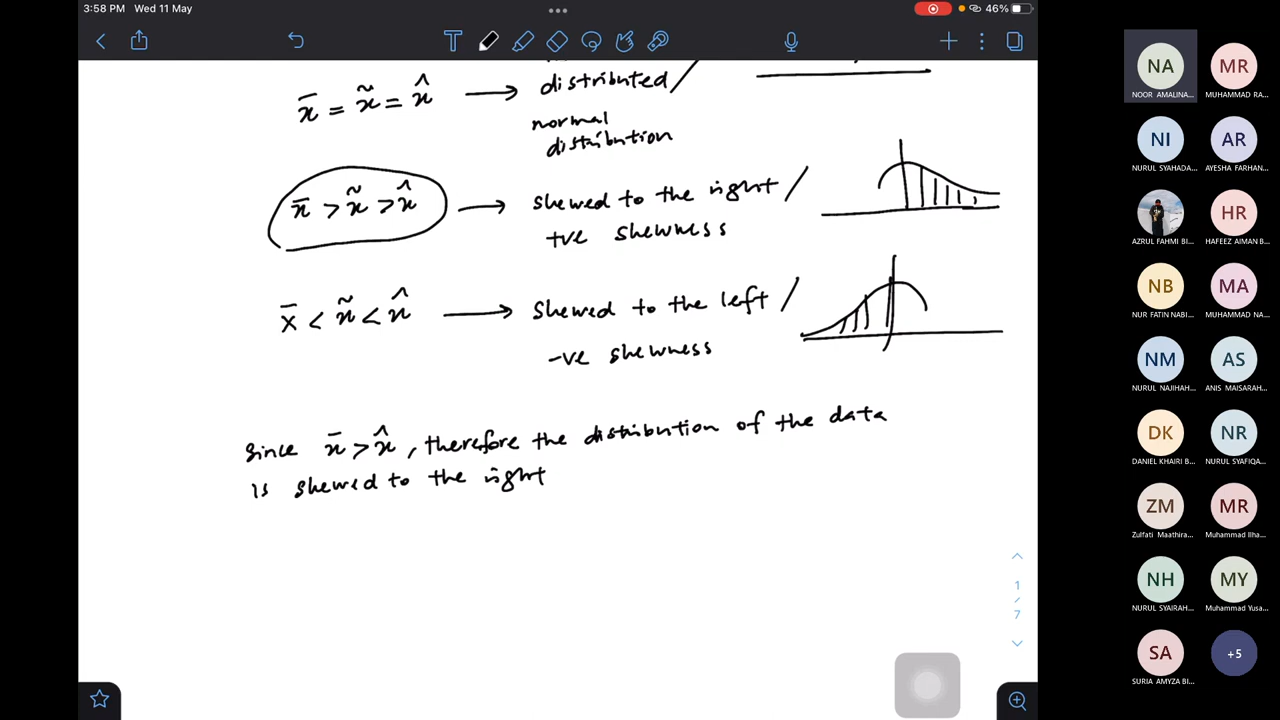 3:58 PM Wed 11 May
46%
T
x̄ = x̃ = x̂ → distributed/
normal
distribution
x̄ > x̃ > x̂ → skewed to the right /
+ve skewness
x̄ < x̃ < x̂ → skewed to the left /
-ve skewness
Since x̄ > x̂, therefore the distribution of the data
is skewed to the right
1
/
7
NA MR
NOOR AMALINA... MUHAMMAD RA...
NI AR
NURUL SYAHADA... AYESHA FARHAN...
HR
AZRUL FAHMI BI... HAFEEZ AIMAN B...
NB MA
NUR FATIN NABI... MUHAMMAD NA...
NM AS
NURUL NAJIHAH... ANIS MAISARAH...
DK NR
DANIEL KHAIRI B... NURUL SYAFIQA...
ZM MR
Zulfati Maathira... Muhammad Ilha...
NH MY
NURUL SYAIRAH... Muhammad Yusa...
SA +5
SURIA AMYZA BI...